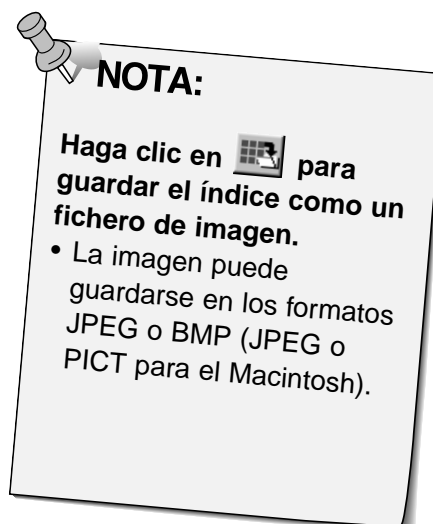 NOTA:
Haga clic en para
guardar el índice como un
fichero de imagen.
• La imagen puede
guardarse en los formatos
JPEG o BMP (JPEG o
PICT para el Macintosh).